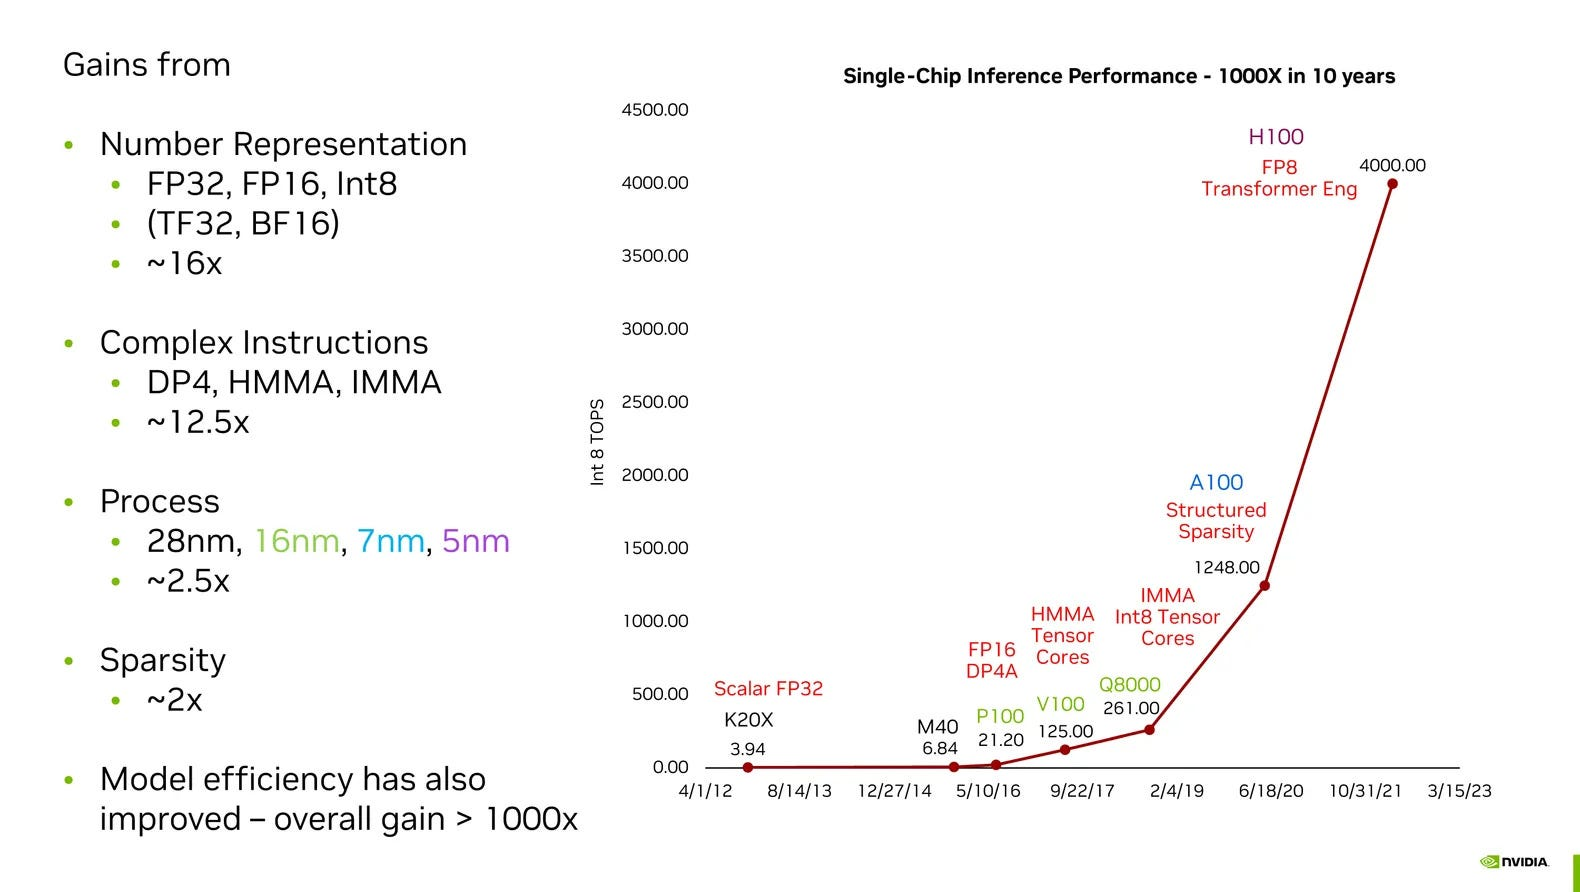 Gains from
• Number Representation
• FP32, FP16, Int8
• (TF32, BF16)
• ~16x
• Complex Instructions
• DP4, HMMA, IMMA
• ~12.5x
• Process
• 28nm, 16nm, 7nm, 5nm
• ~2.5x
• Sparsity
• ~2x
• Model efficiency has also
improved – overall gain > 1000x
Single-Chip Inference Performance - 1000X in 10 years
Int 8 TOPS
4500.00
4000.00
3500.00
3000.00
2500.00
2000.00
1500.00
1000.00
500.00
0.00
4/1/12
8/14/13
12/27/14
5/10/16
9/22/17
2/4/19
6/18/20
10/31/21
3/15/23
Scalar FP32
K20X
3.94
M40
6.84
FP16
DP4A
P100
21.20
HMMA
Tensor
Cores
V100
125.00
IMMA
Int8 Tensor
Cores
Q8000
261.00
A100
Structured
Sparsity
1248.00
H100
FP8
Transformer Eng
4000.00
NVIDIA.